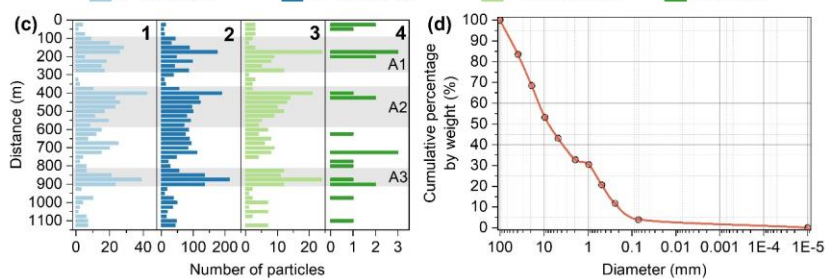 (c)
1 2 3 4
A1
A2
A3
0
100
200
300
400
500
600
700
800
900
1000
1100
Distance (m)
0 20 40 0 100 200 0 10 20 0 1 2 3
Number of particles
(d)
100
90
80
70
60
50
40
30
20
10
0
Cumulative percentage
by weight (%)
100 10 1 0.1 0.01 0.001 1E-4 1E-5
Diameter (mm)